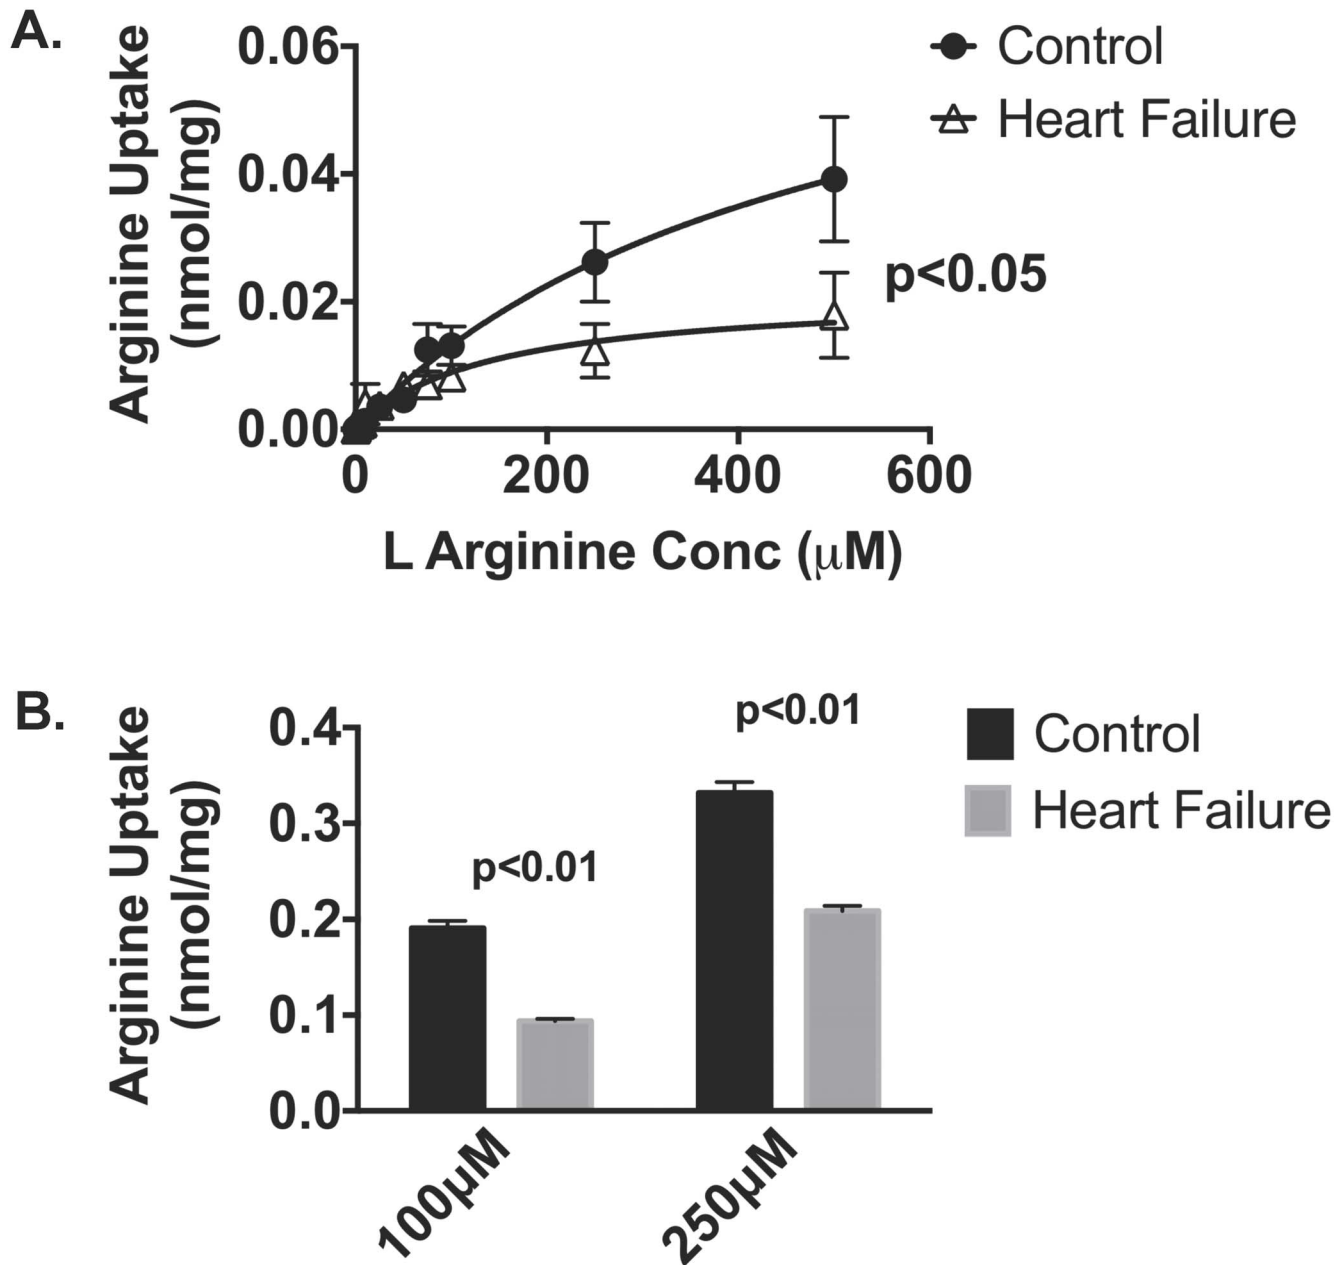 A.
Arginine Uptake
(nmol/mg)
0.06
0.04
0.02
0.00
0
200
400
600
L Arginine Conc (μM)
Control
Heart Failure
p<0.05
B.
Arginine Uptake
(nmol/mg)
0.4
0.3
0.2
0.1
0.0
p<0.01
p<0.01
100μM
250μM
Control
Heart Failure